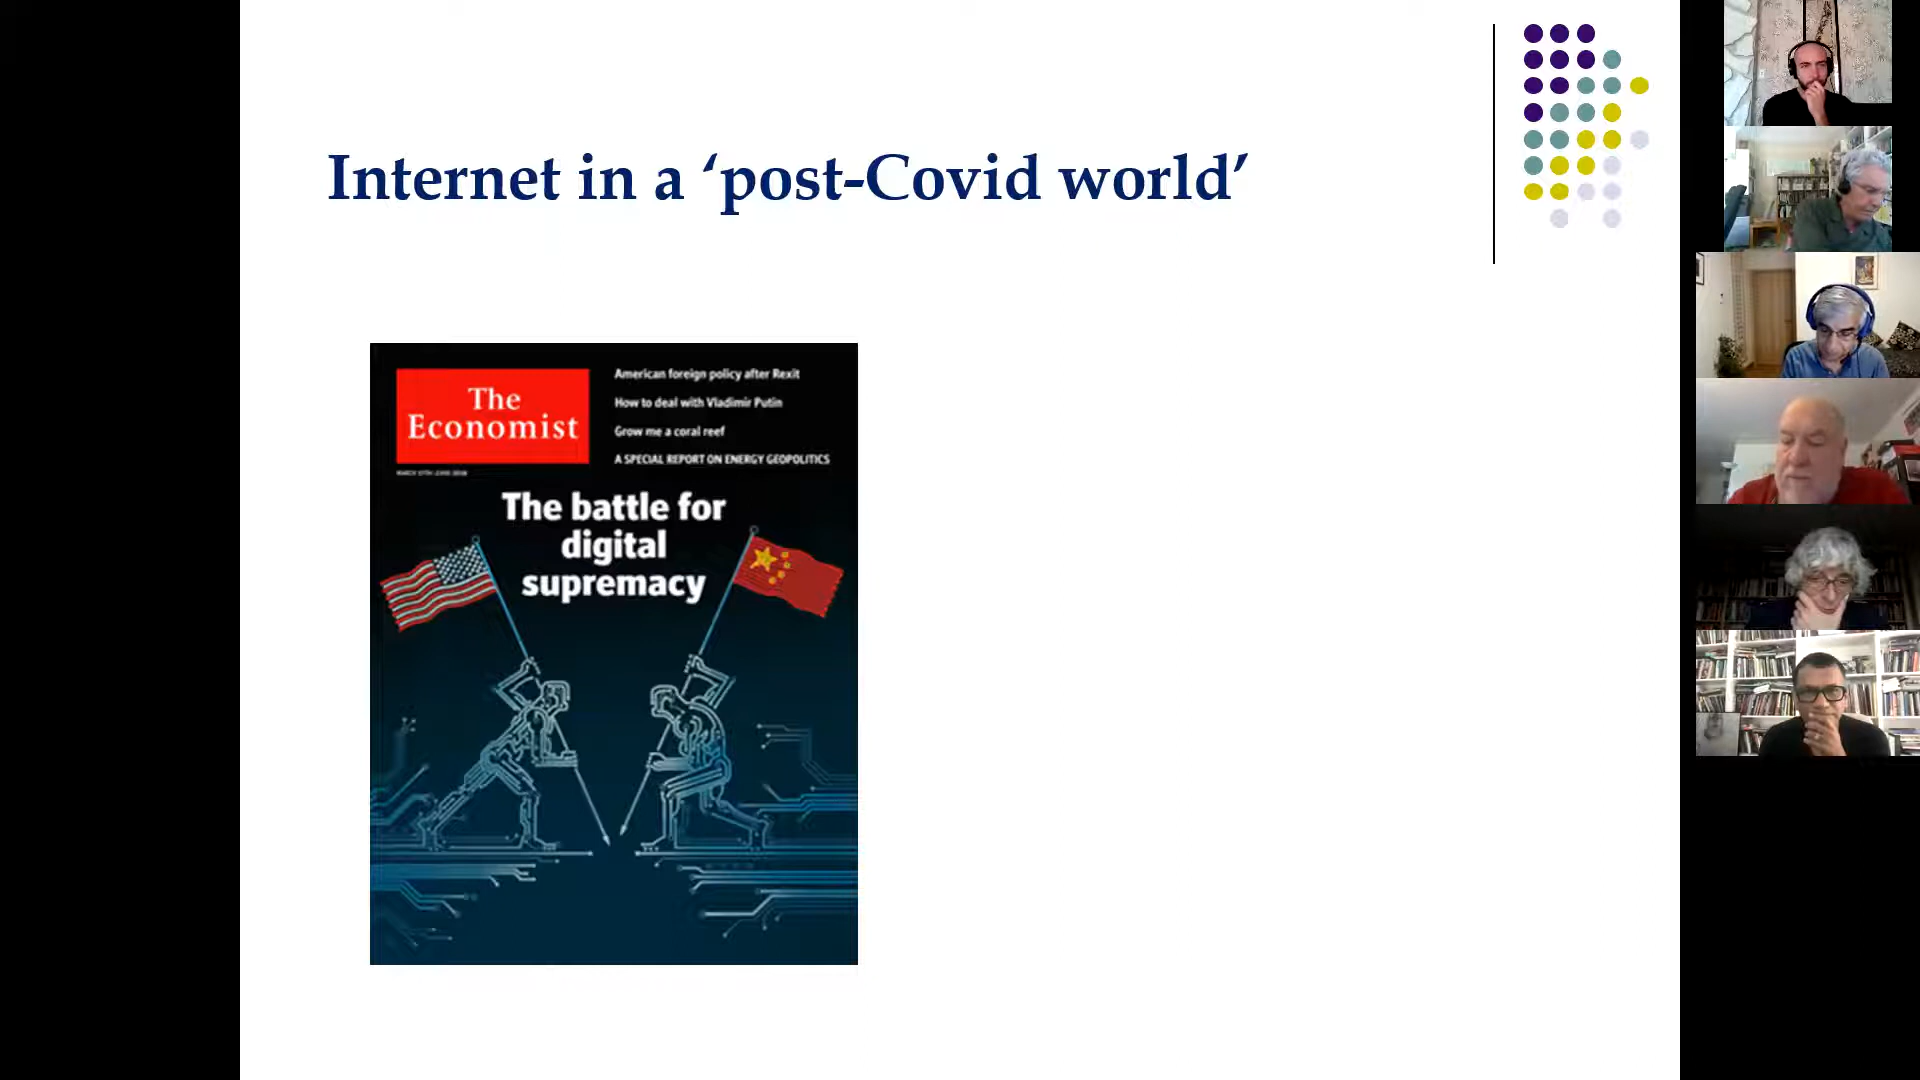 Internet in a ‘post-Covid world’
The
Economist
American foreign policy after Rexit
How to deal with Vladimir Putin
Grow me a coral reef
A SPECIAL REPORT ON ENERGY GEOPOLITICS
The battle for
digital
supremacy